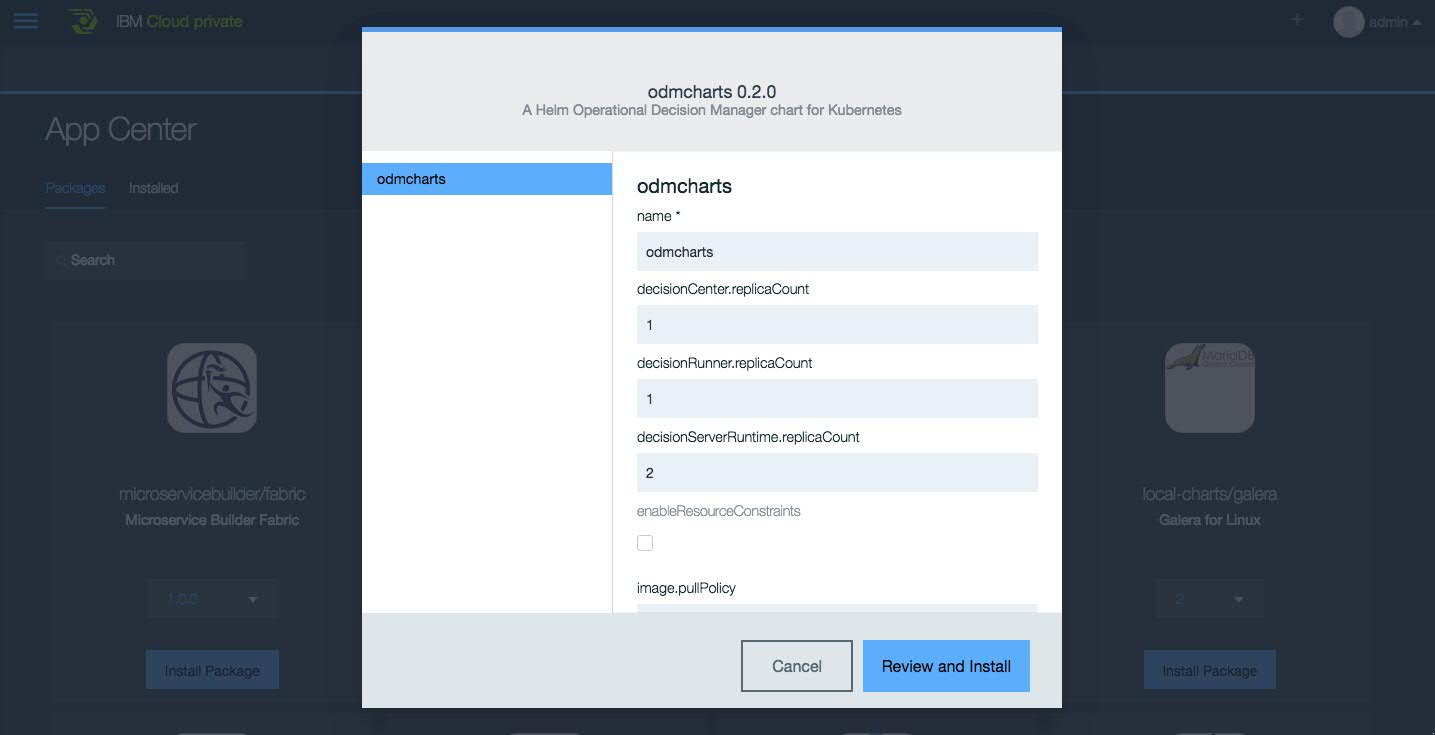 IBM Cloud private
+
admin
App Center
Packages Installed
Search
microservicebuilder/fabric
Microservice Builder Fabric
1.0.0
Install Package
odmcharts 0.2.0
A Helm Operational Decision Manager chart for Kubernetes
odmcharts
odmcharts
name *
odmcharts
decisionCenter.replicaCount
1
decisionRunner.replicaCount
1
decisionServerRuntime.replicaCount
2
enableResourceConstraints
image.pullPolicy
Cancel
Review and Install
MariaDB
Galera Cluster
local-charts/galera
Galera for Linux
2
Install Package